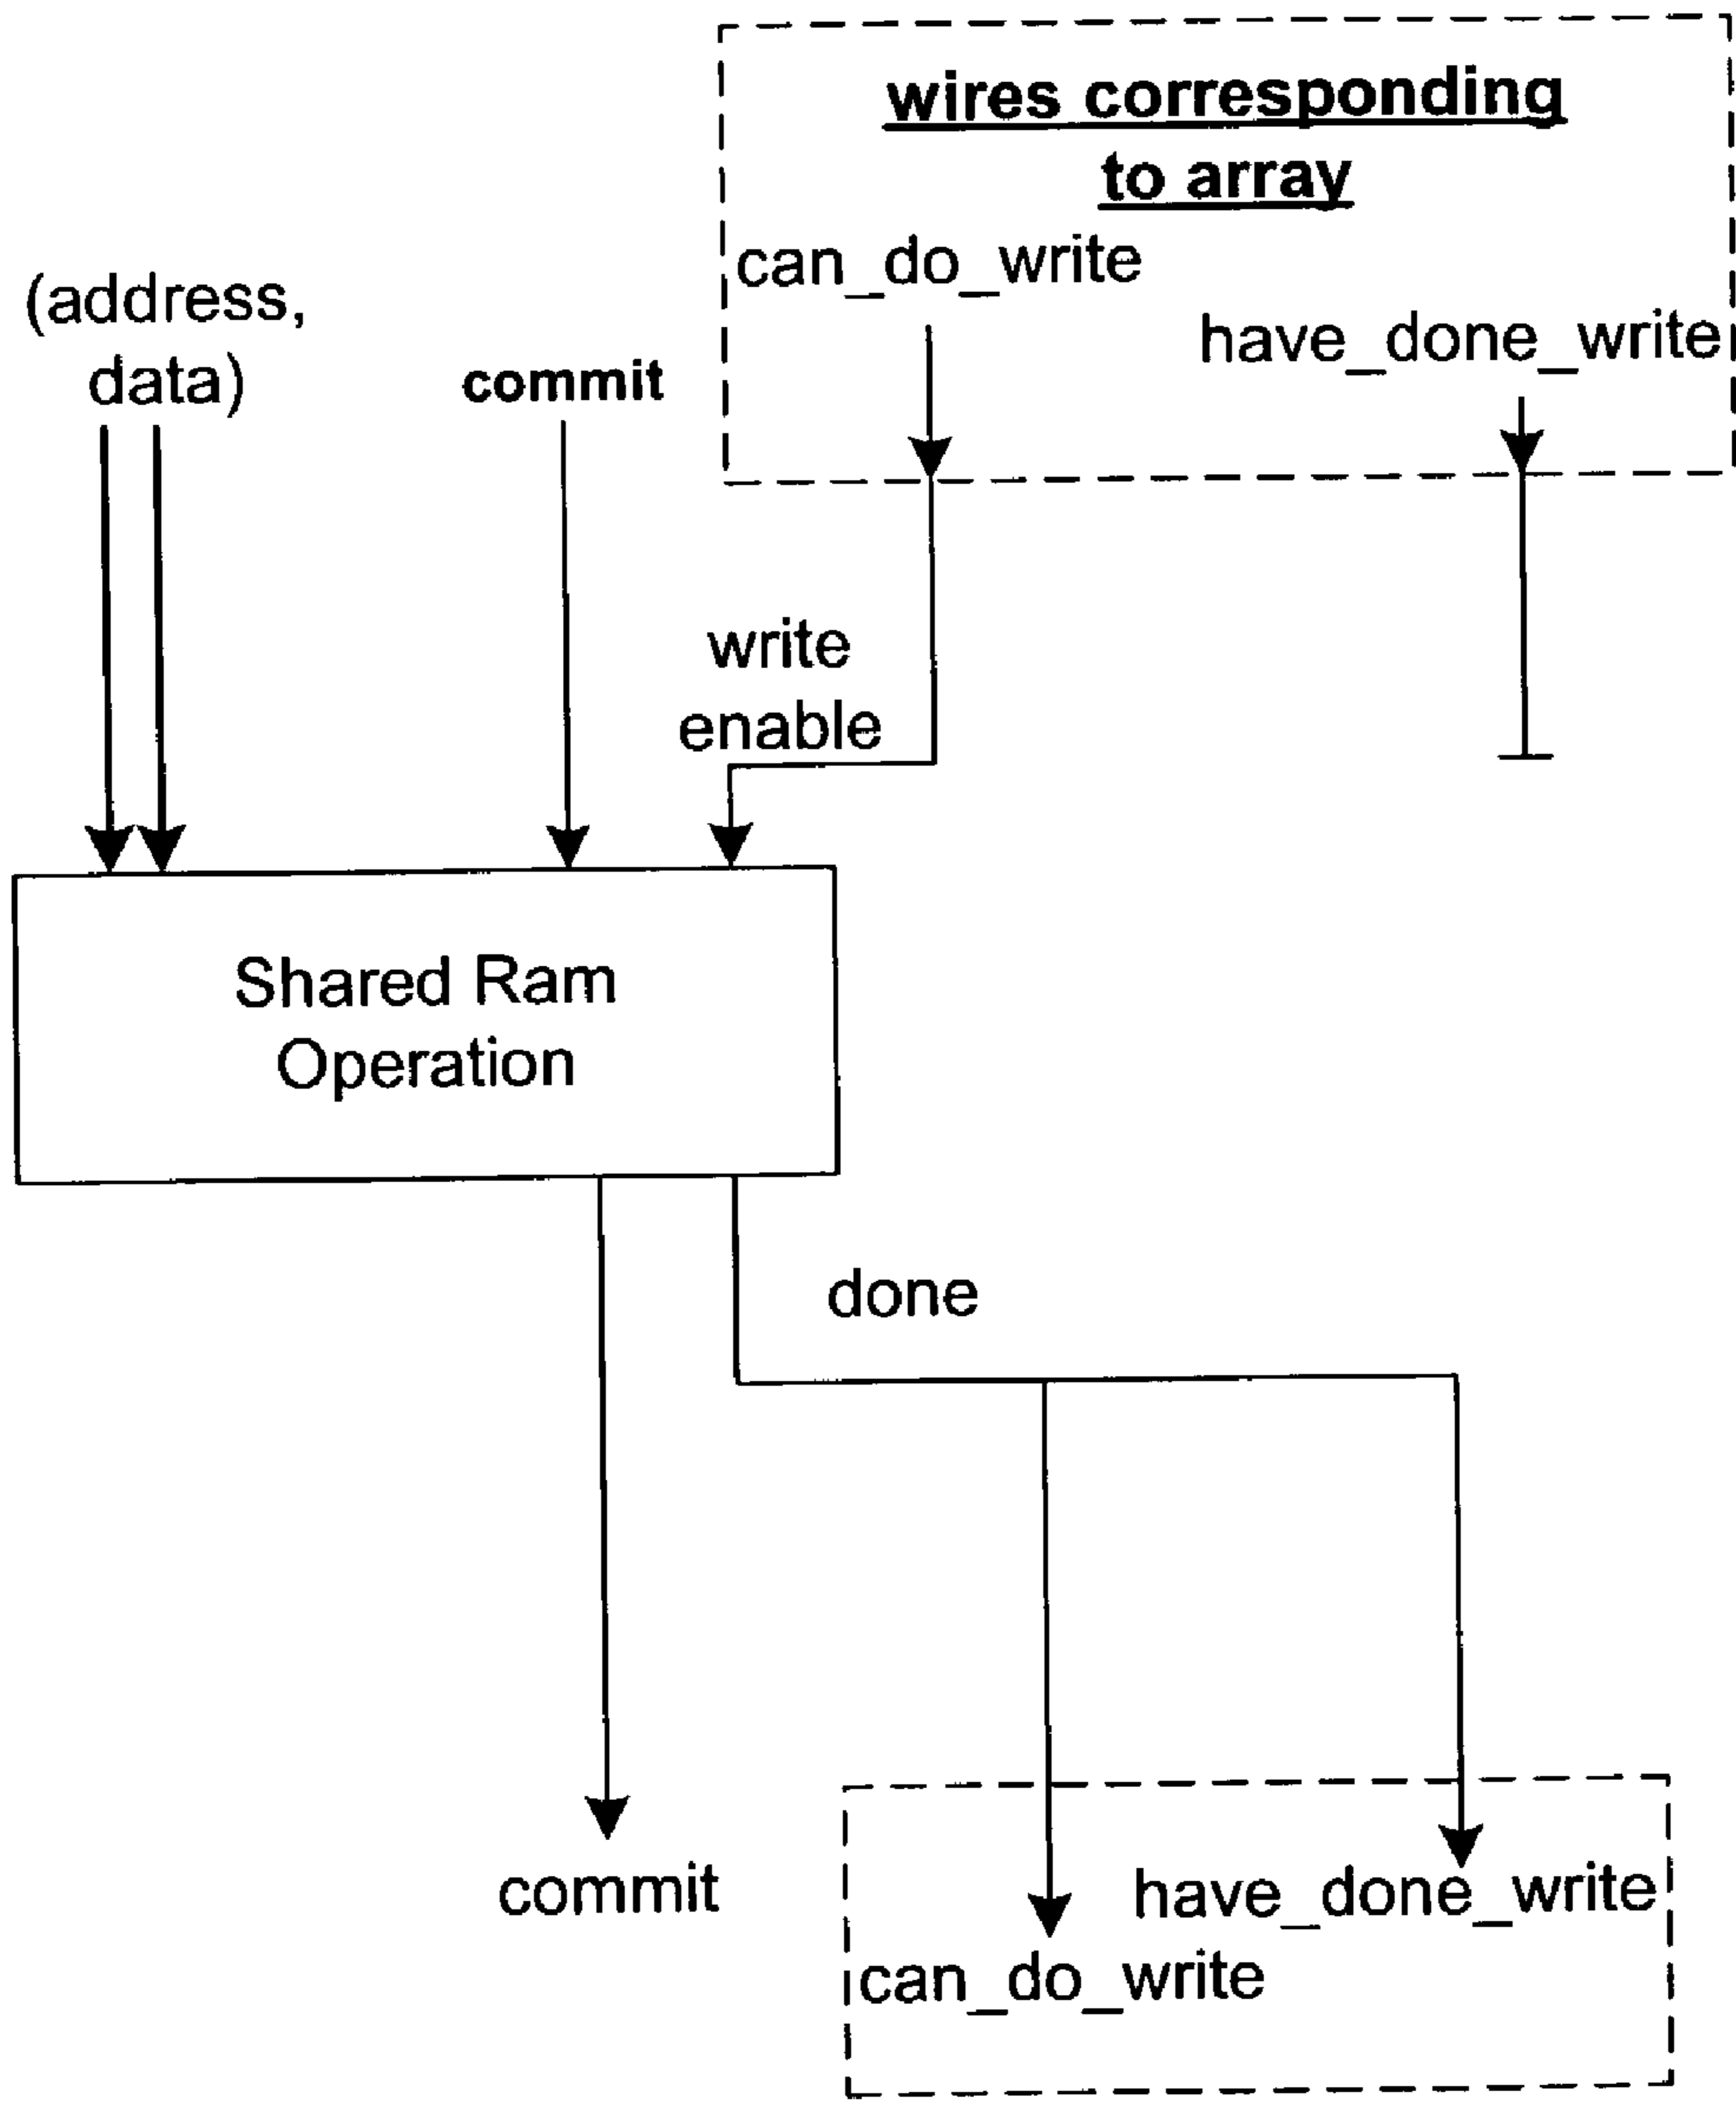 wires corresponding
to array
can_do_write
have_done_write
(address,
data)
commit
write
enable
Shared Ram
Operation
done
commit
have_done_write
can_do_write